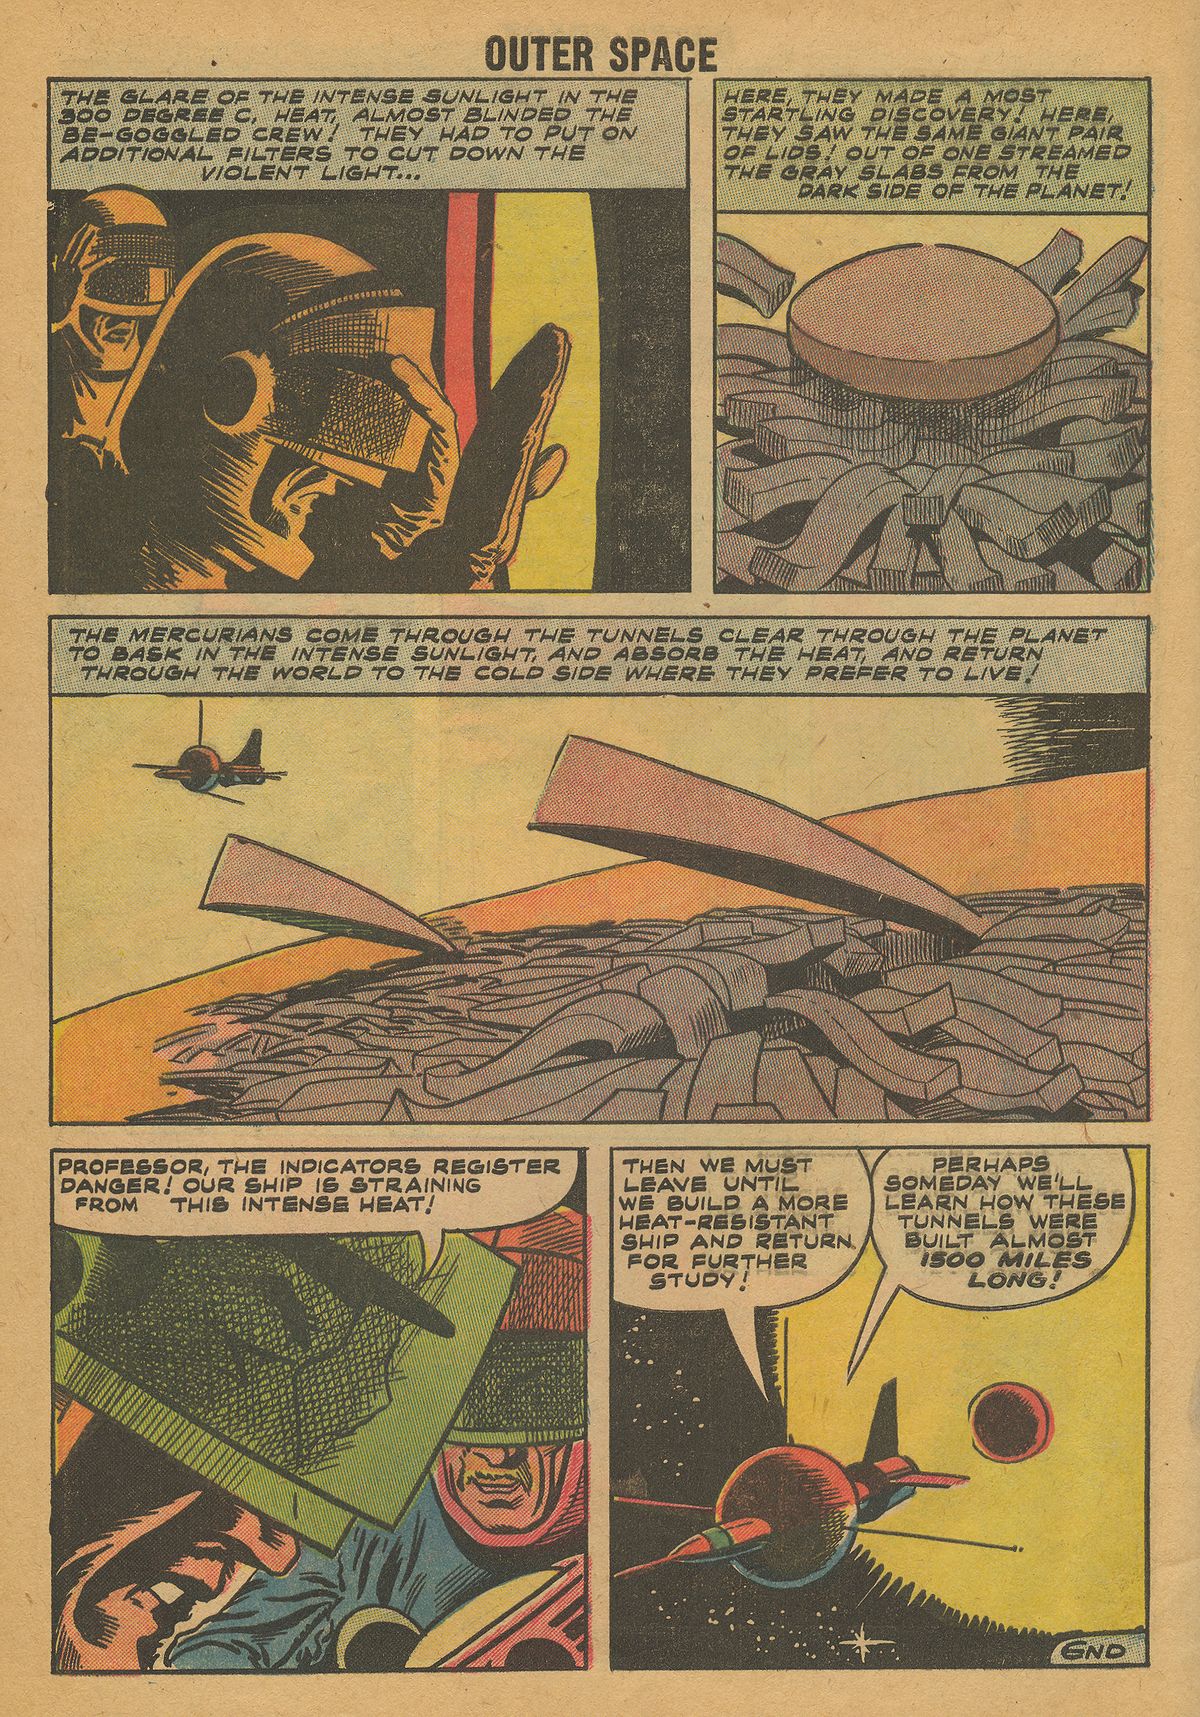 OUTER SPACE
THE GLARE OF THE INTENSE SUNLIGHT IN THE
300 DEGREE C, HEAT, ALMOST BLINDED THE
BE-GOGGLED CREW! THEY HAD TO PUT ON
ADDITIONAL FILTERS TO CUT DOWN THE
VIOLENT LIGHT...
HERE, THEY MADE A MOST
STARTLING DISCOVERY! HERE,
THEY SAW THE SAME GIANT PAIR
OF LIDS! OUT OF ONE STREAMED
THE GRAY SLABS FROM THE
DARK SIDE OF THE PLANET!
THE MERCURIANS COME THROUGH THE TUNNELS CLEAR THROUGH THE PLANET
TO BASK IN THE INTENSE SUNLIGHT, AND ABSORB THE HEAT, AND RETURN
THROUGH THE WORLD TO THE COLD SIDE WHERE THEY PREFER TO LIVE!
PROFESSOR, THE INDICATORS REGISTER
DANGER! OUR SHIP IS STRAINING
FROM THIS INTENSE HEAT!
THEN WE MUST
LEAVE UNTIL
WE BUILD A MORE
HEAT-RESISTANT
SHIP AND RETURN
FOR FURTHER
STUDY!
PERHAPS
SOMEDAY WE'LL
LEARN HOW THESE
TUNNELS WERE
BUILT ALMOST
1500 MILES
LONG!
END